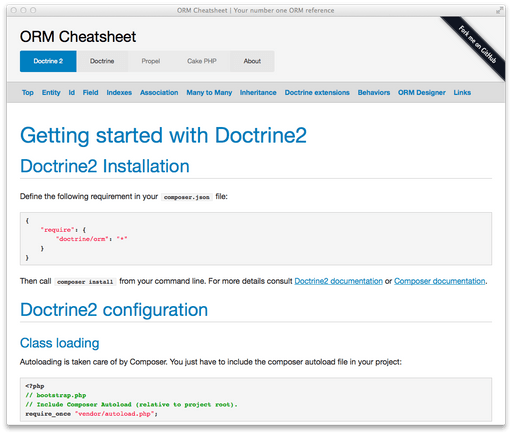 ORM Cheatsheet | Your number one ORM reference
Fork me on GitHub
ORM Cheatsheet
Doctrine 2 Doctrine Propel Cake PHP About
Top Entity Id Field Indexes Association Many to Many Inheritance Doctrine extensions Behaviors ORM Designer Links
Getting started with Doctrine2
Doctrine2 Installation
Define the following requirement in your composer.json file:
{
"require": {
"doctrine/orm": "*"
}
}
Then call composer install from your command line. For more details consult Doctrine2 documentation or Composer documentation.
Doctrine2 configuration
Class loading
Autoloading is taken care of by Composer. You just have to include the composer autoload file in your project:
<?php
// bootstrap.php
// Include Composer Autoload (relative to project root).
require_once "vendor/autoload.php";